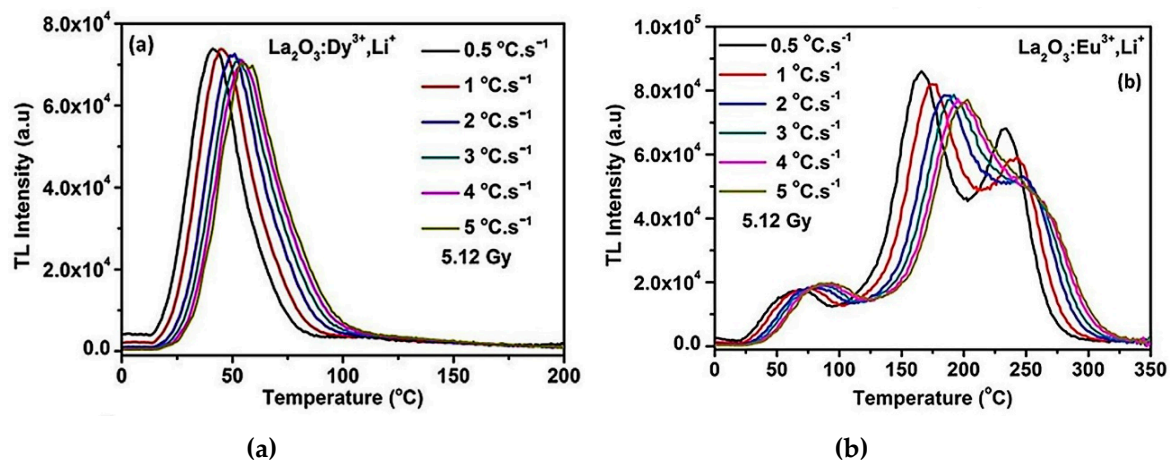 (a)
La₂O₃:Dy³⁺,Li⁺
0.5 °C.s⁻¹
1 °C.s⁻¹
2 °C.s⁻¹
3 °C.s⁻¹
4 °C.s⁻¹
5 °C.s⁻¹
5.12 Gy
TL Intensity (a.u)
8.0x10⁴
6.0x10⁴
4.0x10⁴
2.0x10⁴
0.0
0 50 100 150 200
Temperature (°C)
(a)
La₂O₃:Eu³⁺,Li⁺
(b)
0.5 °C.s⁻¹
1 °C.s⁻¹
2 °C.s⁻¹
3 °C.s⁻¹
4 °C.s⁻¹
5 °C.s⁻¹
5.12 Gy
TL Intensity (a.u)
1.0x10⁵
8.0x10⁴
6.0x10⁴
4.0x10⁴
2.0x10⁴
0.0
0 50 100 150 200 250 300 350
Temperature (°C)
(b)